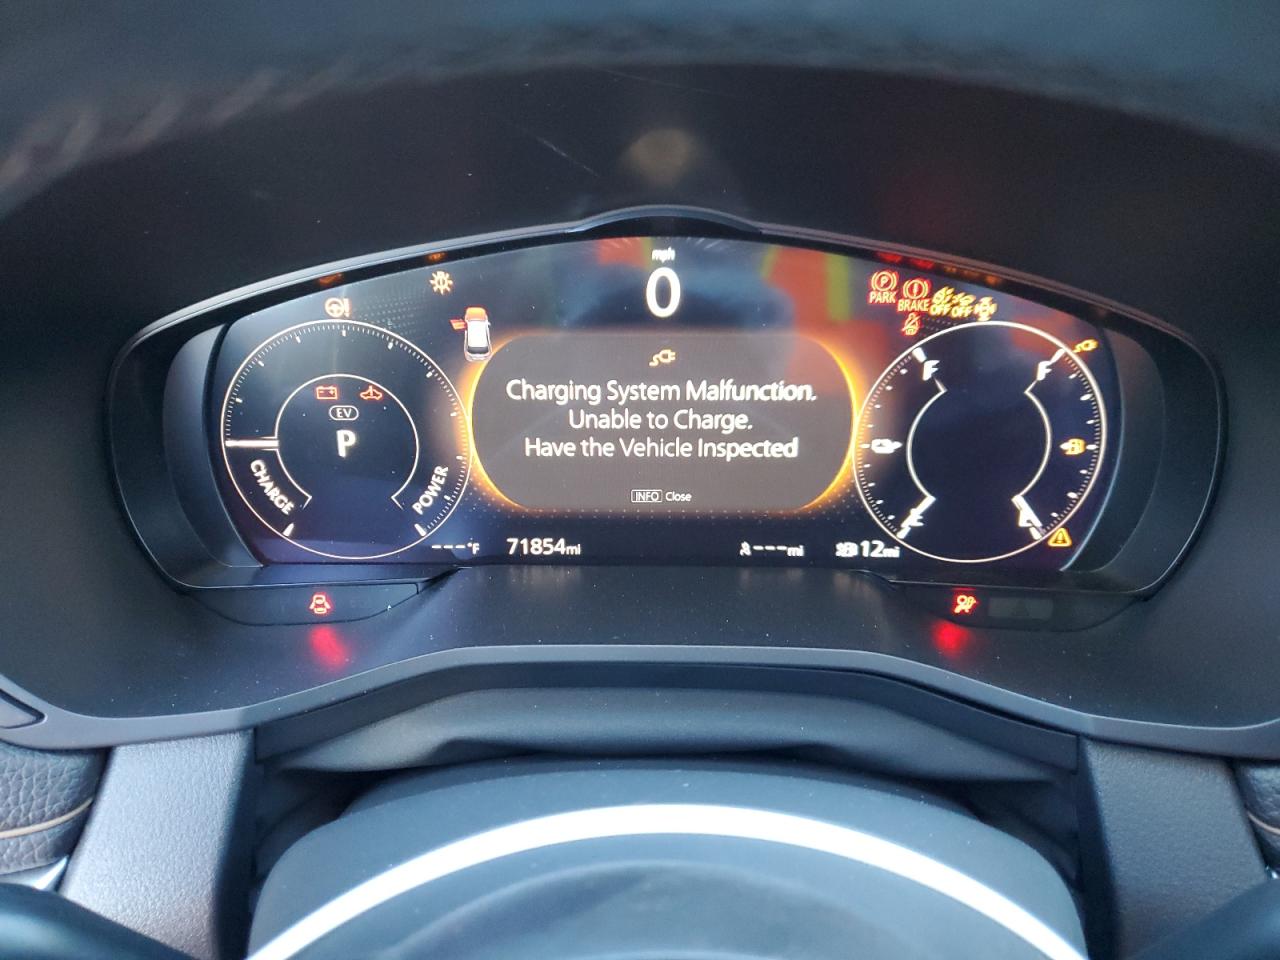 mph
0
PARK
BRAKE
OFF OFF
EV
P
CHARGE
POWER
Charging System Malfunction.
Unable to Charge.
Have the Vehicle Inspected
INFO Close
F
F
E
E
---°F
71854mi
---mi
12mi